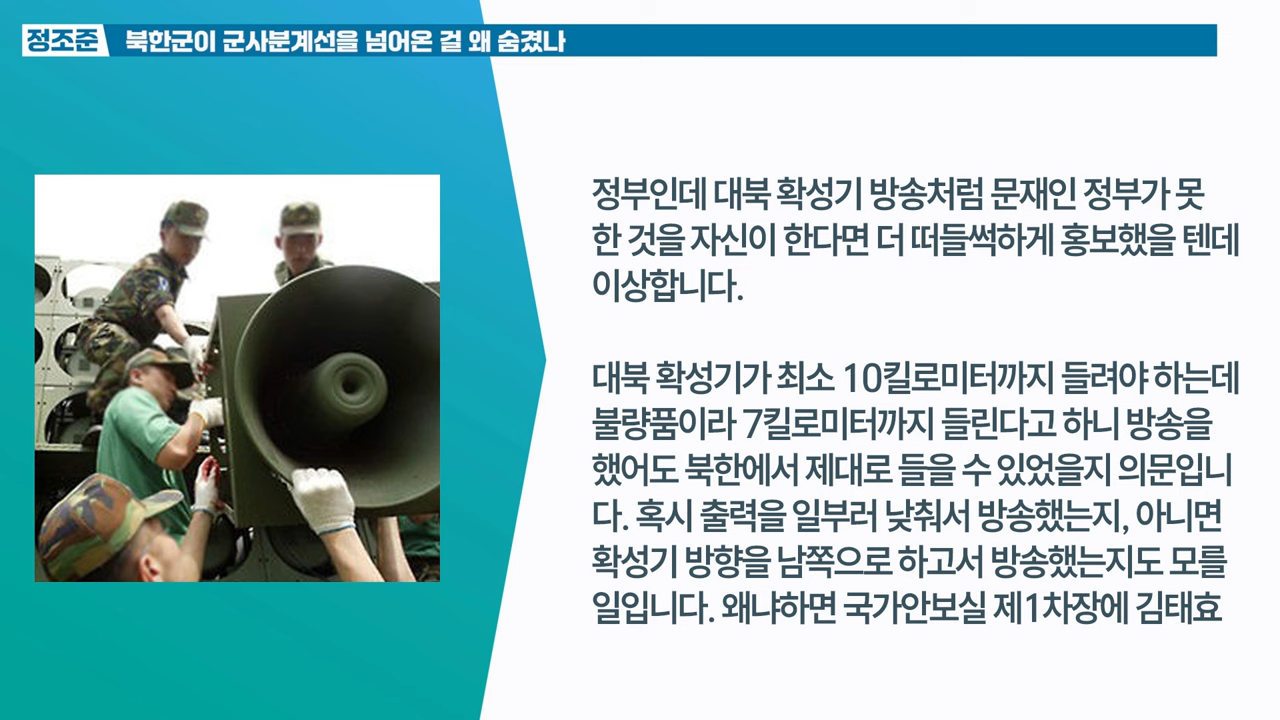 정조준 북한군이 군사분계선을 넘어온 걸 왜 숨겼나
정부인데 대북 확성기 방송처럼 문재인 정부가 못
한 것을 자신이 한다면 더 떠들썩하게 홍보했을 텐데
이상합니다.
대북 확성기가 최소 10킬로미터까지 들려야 하는데
불량품이라 7킬로미터까지 들린다고 하니 방송을
했어도 북한에서 제대로 들을 수 있었을지 의문입니
다. 혹시 출력을 일부러 낮춰서 방송했는지, 아니면
확성기 방향을 남쪽으로 하고서 방송했는지도 모를
일입니다. 왜냐하면 국가안보실 제1차장에 김태효